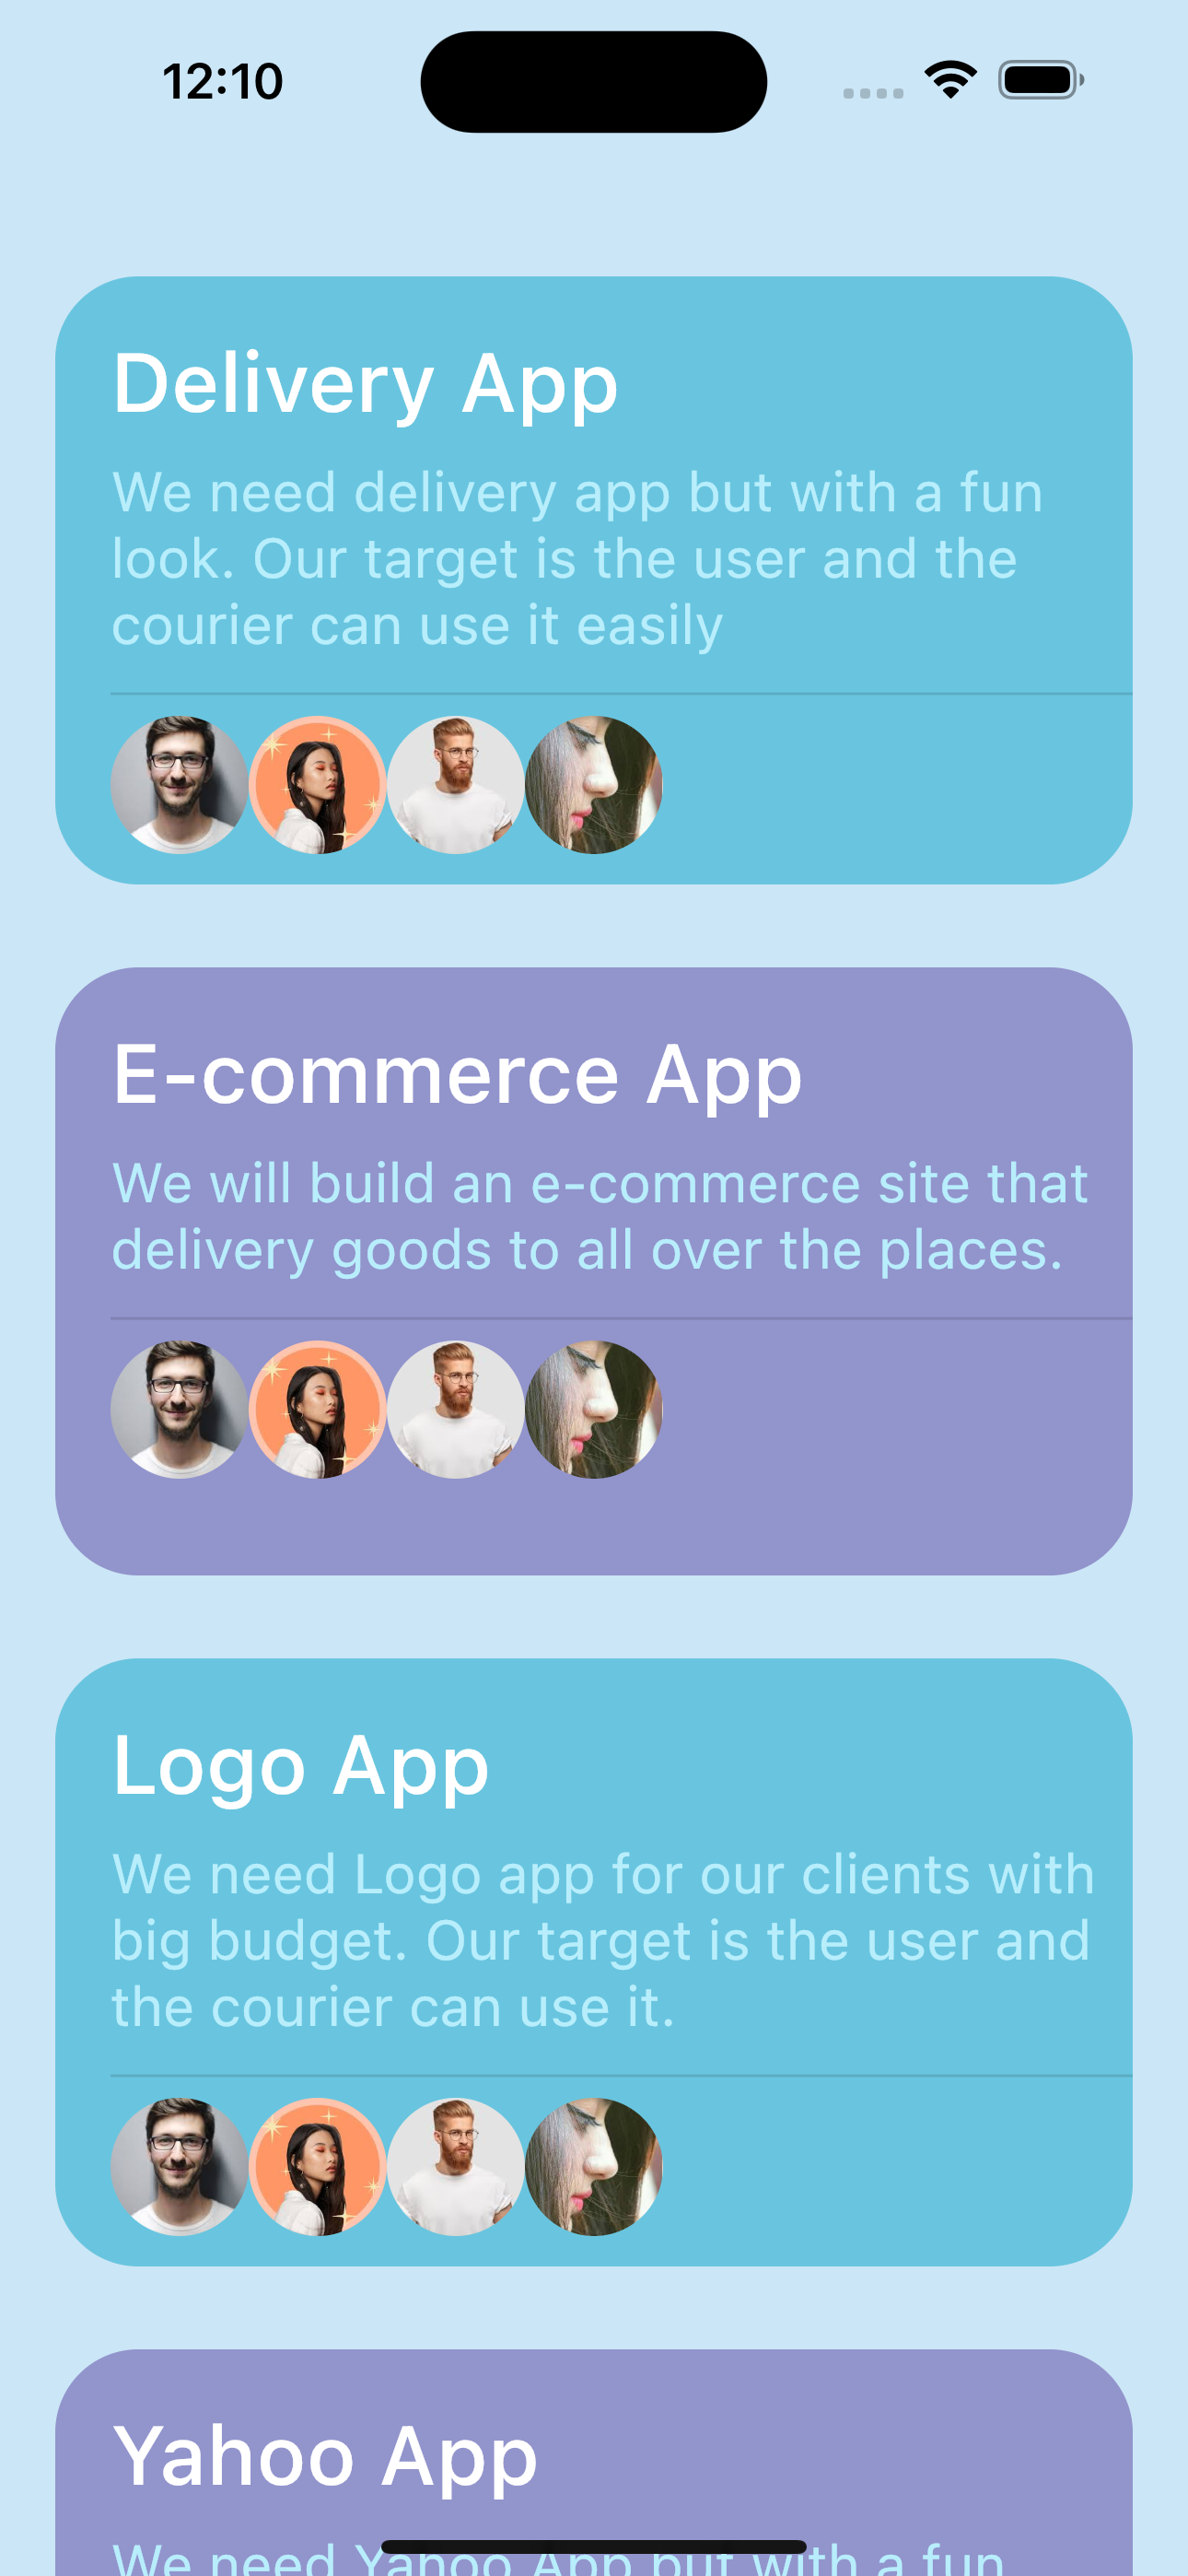 12:10
Delivery App
We need delivery app but with a fun
look. Our target is the user and the
courier can use it easily
E-commerce App
We will build an e-commerce site that
delivery goods to all over the places.
Logo App
We need Logo app for our clients with
big budget. Our target is the user and
the courier can use it.
Yahoo App
We need Yahoo App but with a fun